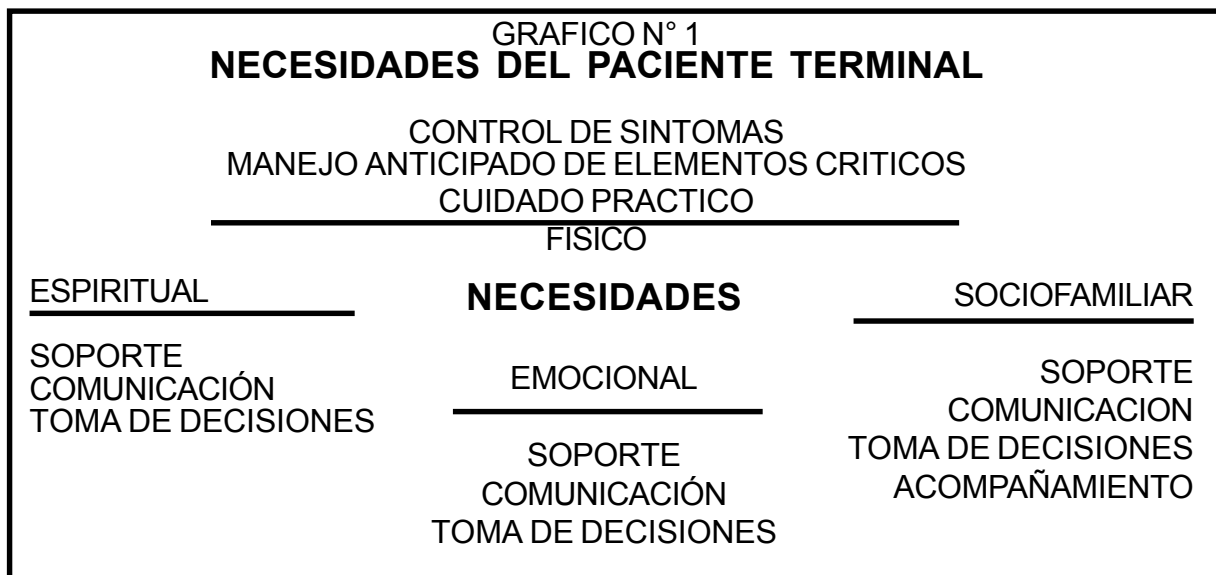 GRAFICO N° 1
NECESIDADES DEL PACIENTE TERMINAL
CONTROL DE SINTOMAS
MANEJO ANTICIPADO DE ELEMENTOS CRITICOS
CUIDADO PRACTICO
FISICO
ESPIRITUAL
SOPORTE
COMUNICACIÓN
TOMA DE DECISIONES
NECESIDADES
EMOCIONAL
SOPORTE
COMUNICACIÓN
TOMA DE DECISIONES
SOCIOFAMILIAR
SOPORTE
COMUNICACION
TOMA DE DECISIONES
ACOMPAÑAMIENTO